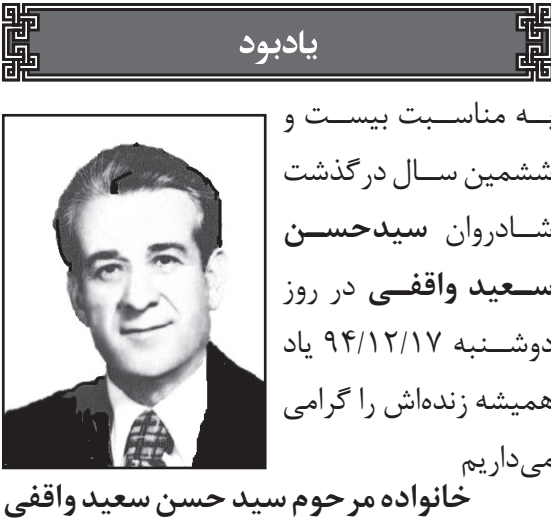 یادبود
به مناسبت بیست و
ششمین سال درگذشت
شادروان سیدحسن
سعید واقفی در روز
دوشنبه ۹۴/۱۲/۱۷ یاد
همیشه زنده‌اش را گرامی
می‌داریم
خانواده مرحوم سید حسن سعید واقفی